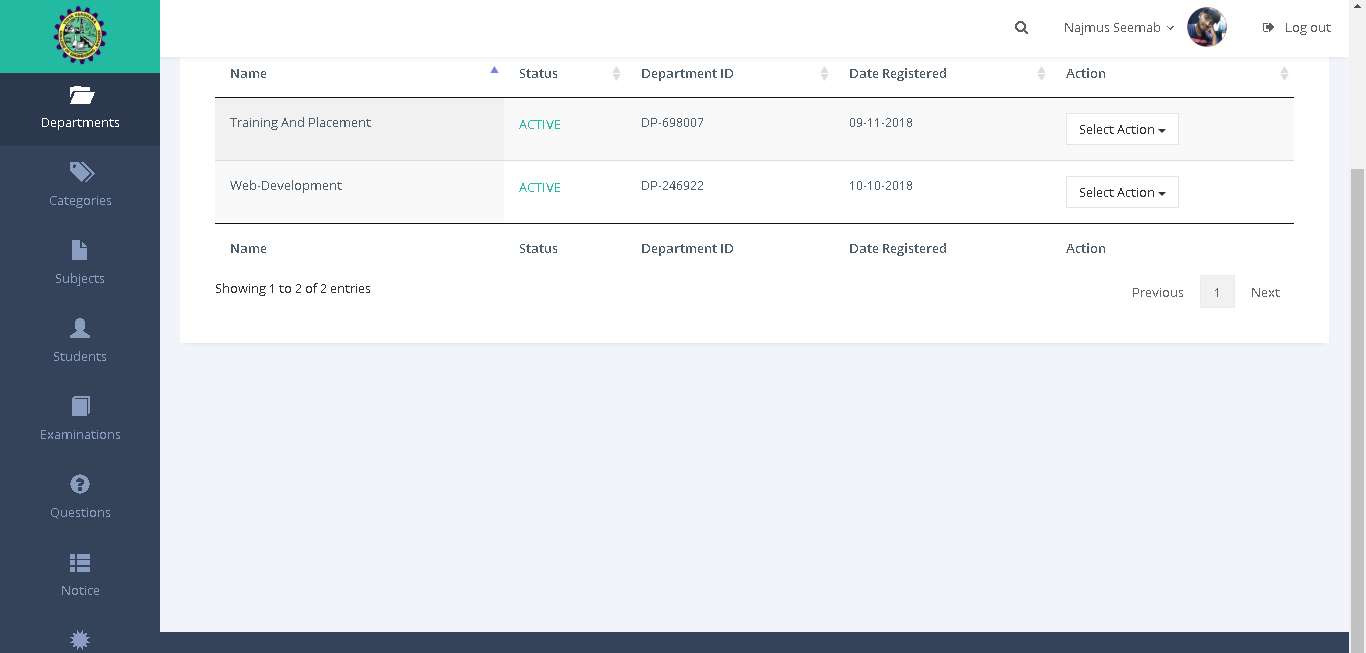 Najmus Seemab
Log out
Name Status Department ID Date Registered Action
Training And Placement ACTIVE DP-698007 09-11-2018 Select Action
Web-Development ACTIVE DP-246922 10-10-2018 Select Action
Name Status Department ID Date Registered Action
Showing 1 to 2 of 2 entries
Previous 1 Next
Departments
Categories
Subjects
Students
Examinations
Questions
Notice